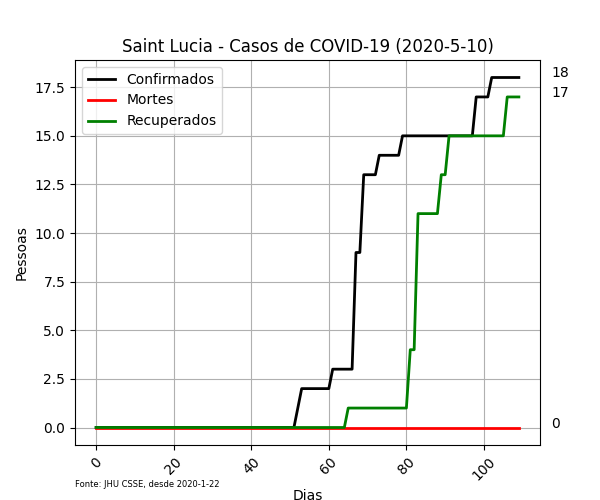 Saint Lucia - Casos de COVID-19 (2020-5-10)
Confirmados
Mortes
Recuperados
18
17
0
Pessoas
17.5
15.0
12.5
10.0
7.5
5.0
2.5
0.0
0
20
40
60
80
100
Fonte: JHU CSSE, desde 2020-1-22
Dias